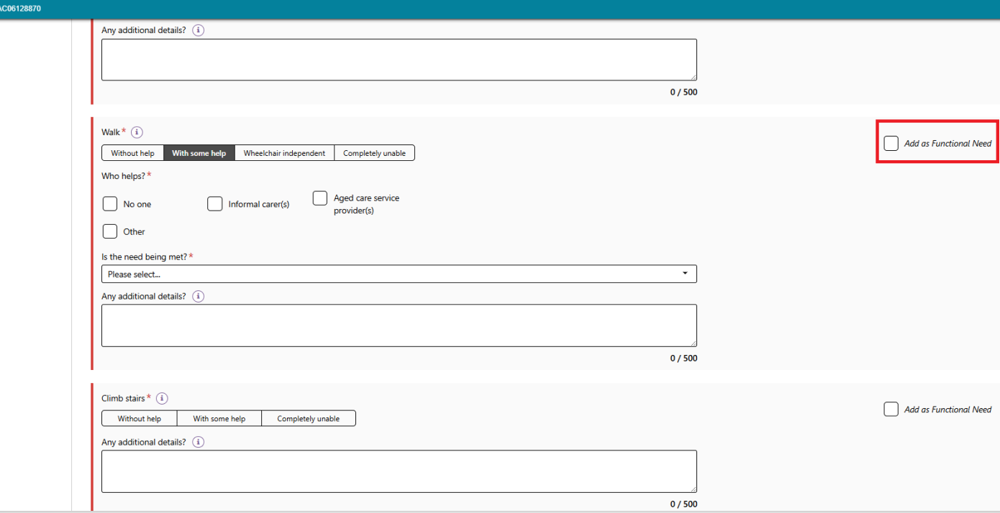 AC06128870
Any additional details?
0 / 500
Walk *
Add as Functional Need
Without help With some help Wheelchair independent Completely unable
Who helps? *
No one Informal carer(s) Aged care service
provider(s)
Other
Is the need being met? *
Please select...
Any additional details?
0 / 500
Climb stairs *
Add as Functional Need
Without help With some help Completely unable
Any additional details?
0 / 500